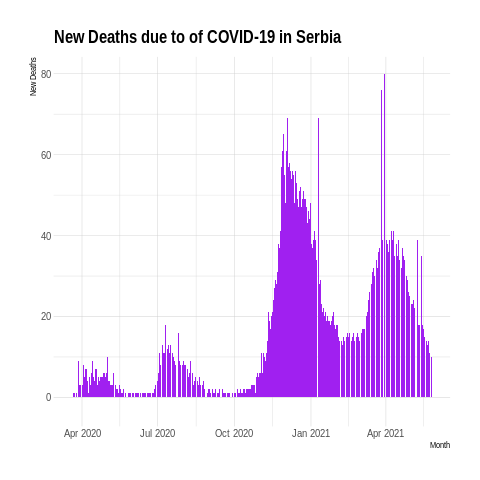 New Deaths due to of COVID-19 in Serbia
New Deaths
80
60
40
20
0
Apr 2020 Jul 2020 Oct 2020 Jan 2021 Apr 2021
Month